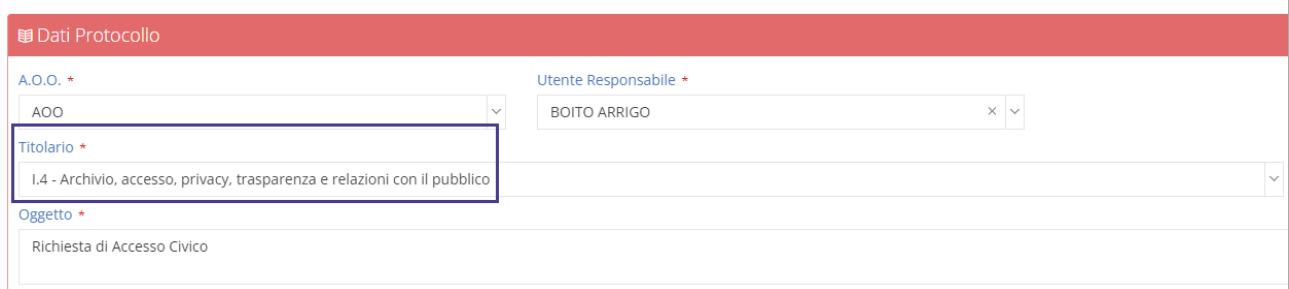 Dati Protocollo
A.O.O. * Utente Responsabile *
AOO BOITO ARRIGO
Titolario *
I.4 - Archivio, accesso, privacy, trasparenza e relazioni con il pubblico
Oggetto *
Richiesta di Accesso Civico